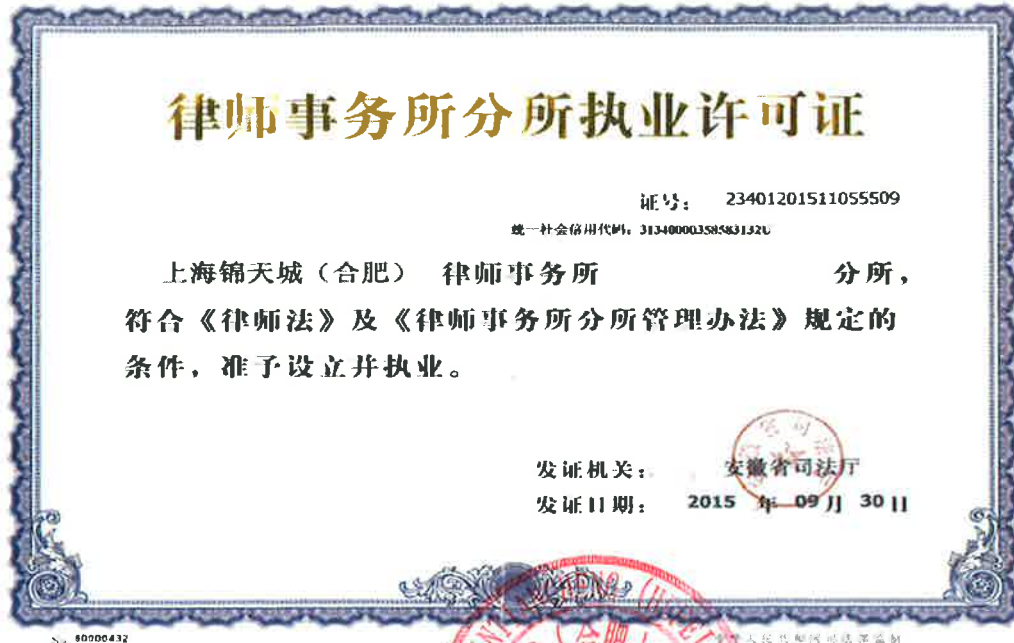 律师事务所分所执业许可证
证号： 23401201511055509
统一社会信用代码：31340000358583132U
上海锦天城（合肥） 律师事务所 分所，
符合《律师法》及《律师事务所分所管理办法》规定的
条件，准予设立并执业。
发证机关： 安徽省司法厅
发证日期： 2015 年 09 月 30 日
No. 80000432